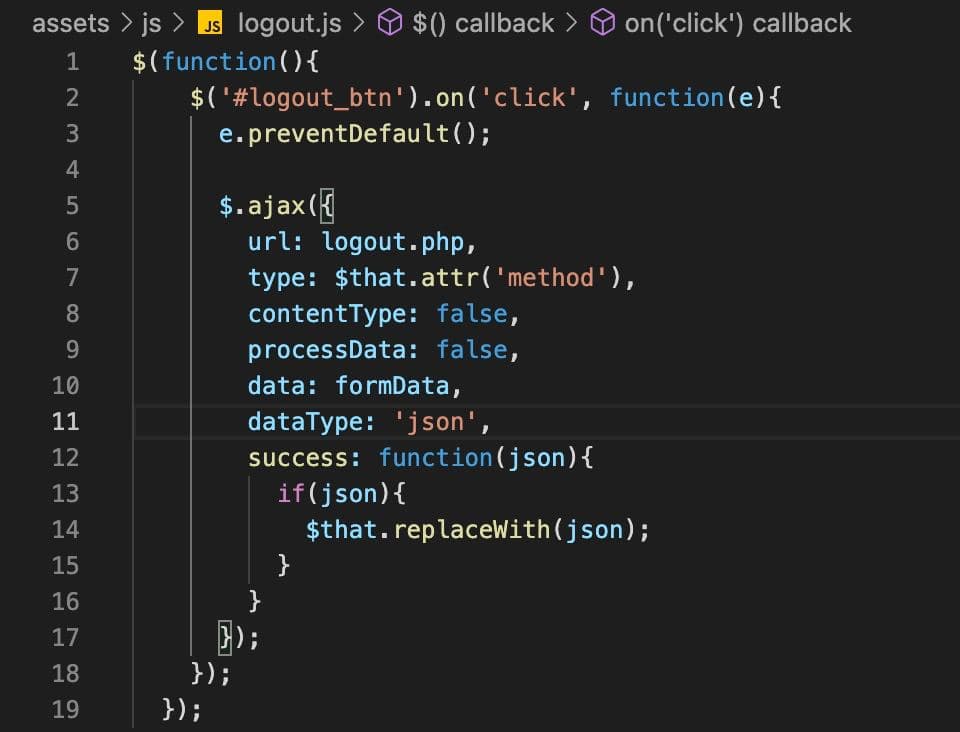 assets > js > JS logout.js > $() callback > on('click') callback
1 $(function(){
2 $('#logout_btn').on('click', function(e){
3 e.preventDefault();
4
5 $.ajax({
6 url: logout.php,
7 type: $that.attr('method'),
8 contentType: false,
9 processData: false,
10 data: formData,
11 dataType: 'json',
12 success: function(json){
13 if(json){
14 $that.replaceWith(json);
15 }
16 }
17 });
18 });
19 });